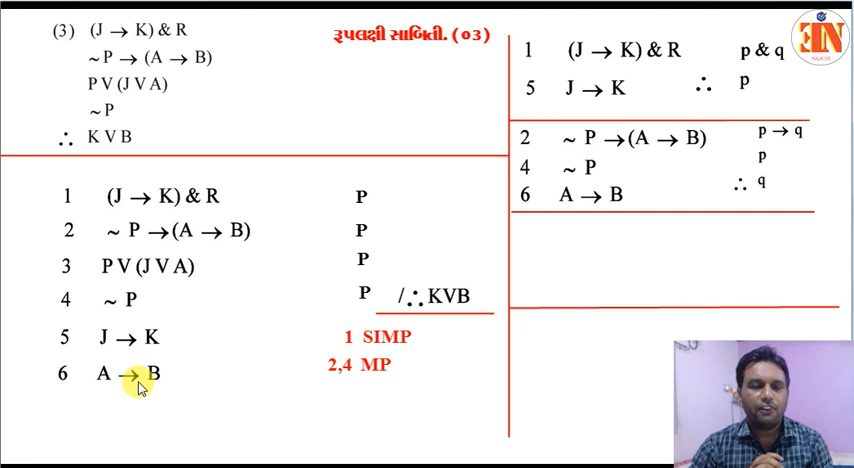 (3) (J → K) & R
~ P → (A → B)
P V (J V A)
~ P
∴ K V B
રૂપલક્ષી સાબિતી. (૦૩)
1 (J → K) & R P
2 ~ P → (A → B) P
3 P V (J V A) P
4 ~ P P /∴ KVB
5 J → K 1 SIMP
6 A → B 2,4 MP
1 (J → K) & R p & q
5 J → K ∴ p
2 ~ P → (A → B) p → q
4 ~ P p
6 A → B ∴ q
EIN